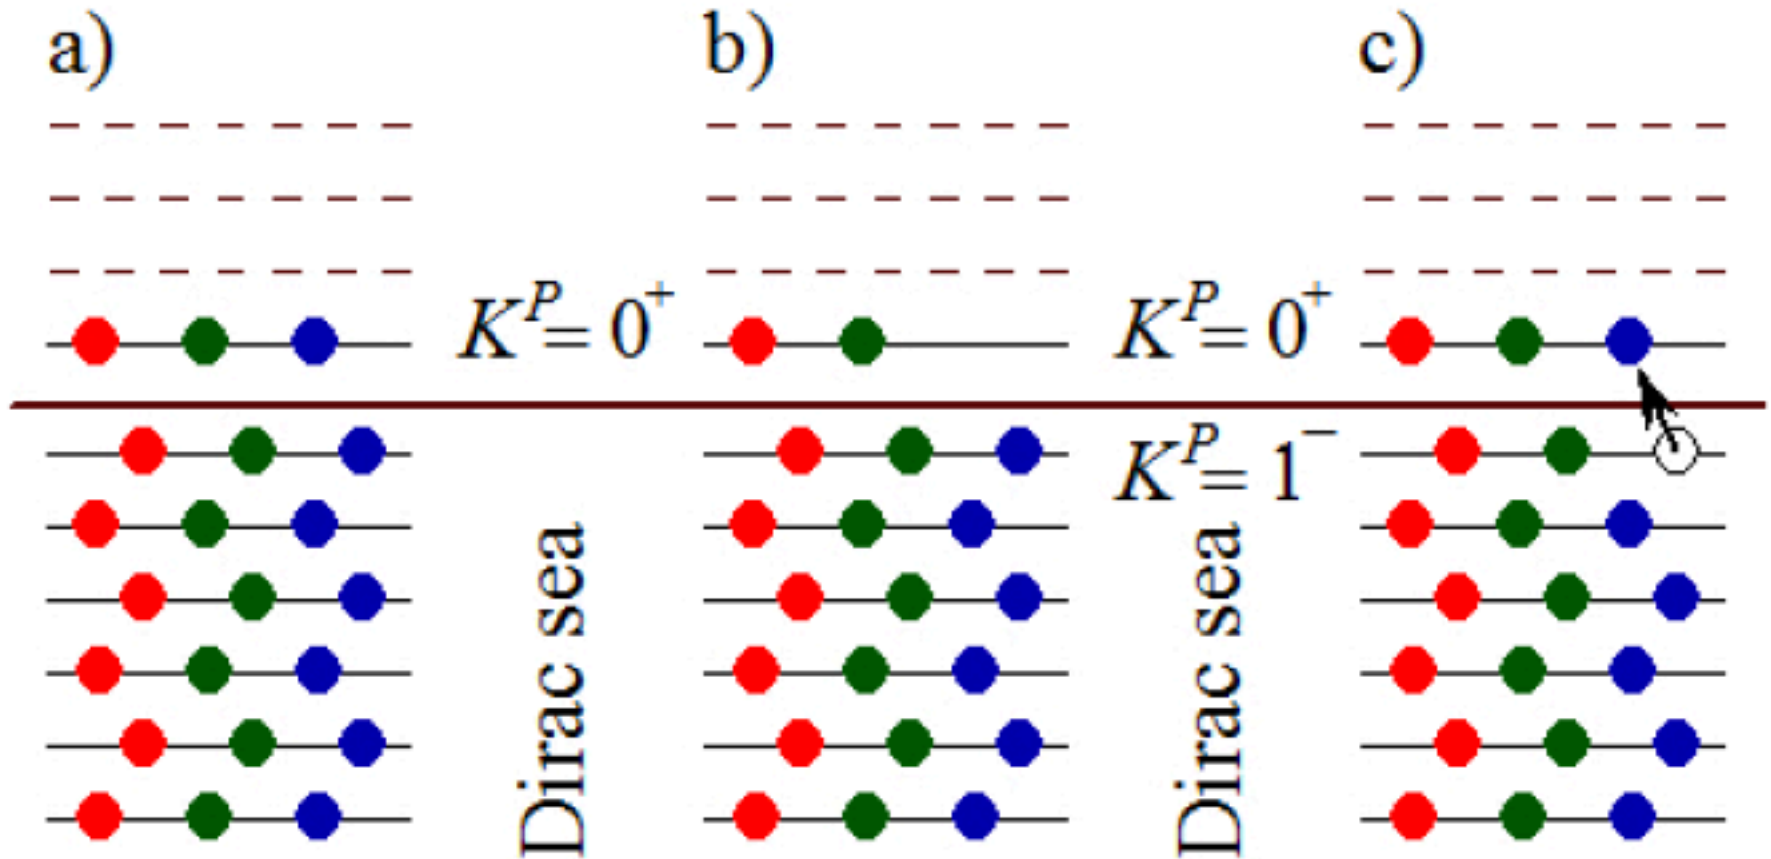 a)
b)
c)
K^P = 0^+
K^P = 0^+
K^P = 1^−
Dirac sea
Dirac sea